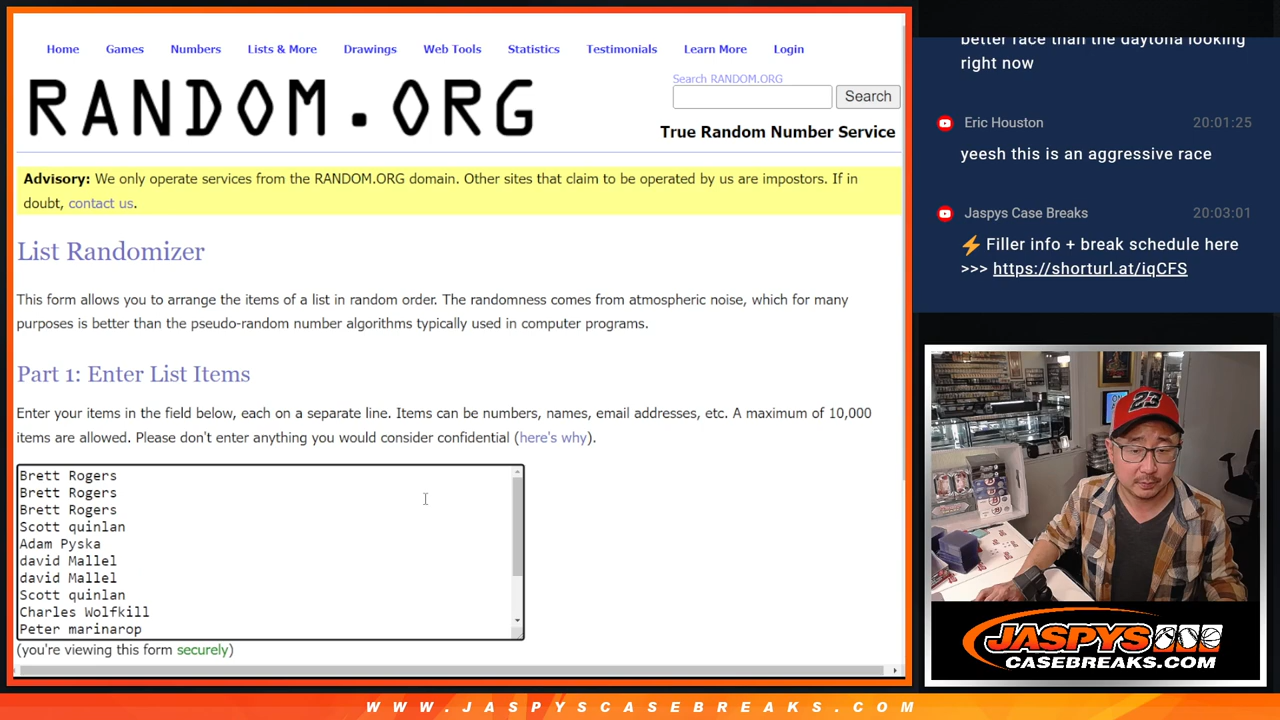 Home Games Numbers Lists & More Drawings Web Tools Statistics Testimonials Learn More Login
RANDOM.ORG
Search RANDOM.ORG
Search
True Random Number Service
Advisory: We only operate services from the RANDOM.ORG domain. Other sites that claim to be operated by us are impostors. If in
doubt, contact us.
List Randomizer
This form allows you to arrange the items of a list in random order. The randomness comes from atmospheric noise, which for many
purposes is better than the pseudo-random number algorithms typically used in computer programs.
Part 1: Enter List Items
Enter your items in the field below, each on a separate line. Items can be numbers, names, email addresses, etc. A maximum of 10,000
items are allowed. Please don't enter anything you would consider confidential (here's why).
Brett Rogers
Brett Rogers
Brett Rogers
Scott quinlan
Adam Pyska
david Mallel
david Mallel
Scott quinlan
Charles Wolfkill
Peter marinarop
(you're viewing this form securely)
better race than the daytona looking
right now
Eric Houston 20:01:25
yeesh this is an aggressive race
Jaspys Case Breaks 20:03:01
⚡ Filler info + break schedule here
>>> https://shorturl.at/iqCFS
23
JASPYS
CASEBREAKS.COM
WWW.JASPYSCASEBREAKS.COM